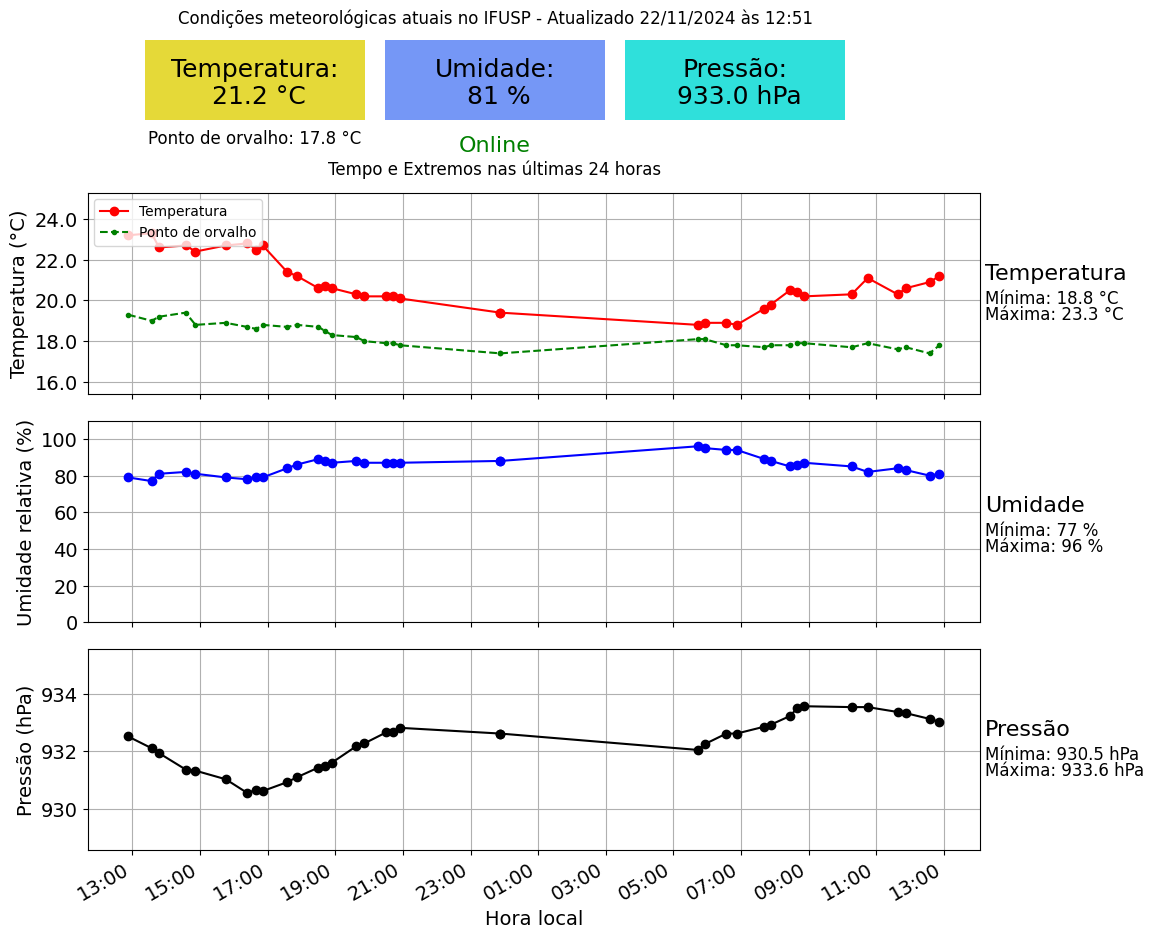 Condições meteorológicas atuais no IFUSP - Atualizado 22/11/2024 às 12:51
Temperatura:
21.2 °C
Umidade:
81 %
Pressão:
933.0 hPa
Ponto de orvalho: 17.8 °C
Online
Tempo e Extremos nas últimas 24 horas
Temperatura (°C)
24.0
22.0
20.0
18.0
16.0
Temperatura
Ponto de orvalho
Temperatura
Mínima: 18.8 °C
Máxima: 23.3 °C
Umidade relativa (%)
100
80
60
40
20
0
Umidade
Mínima: 77 %
Máxima: 96 %
Pressão (hPa)
934
932
930
Pressão
Mínima: 930.5 hPa
Máxima: 933.6 hPa
13:00
15:00
17:00
19:00
21:00
23:00
01:00
03:00
05:00
07:00
09:00
11:00
13:00
Hora local